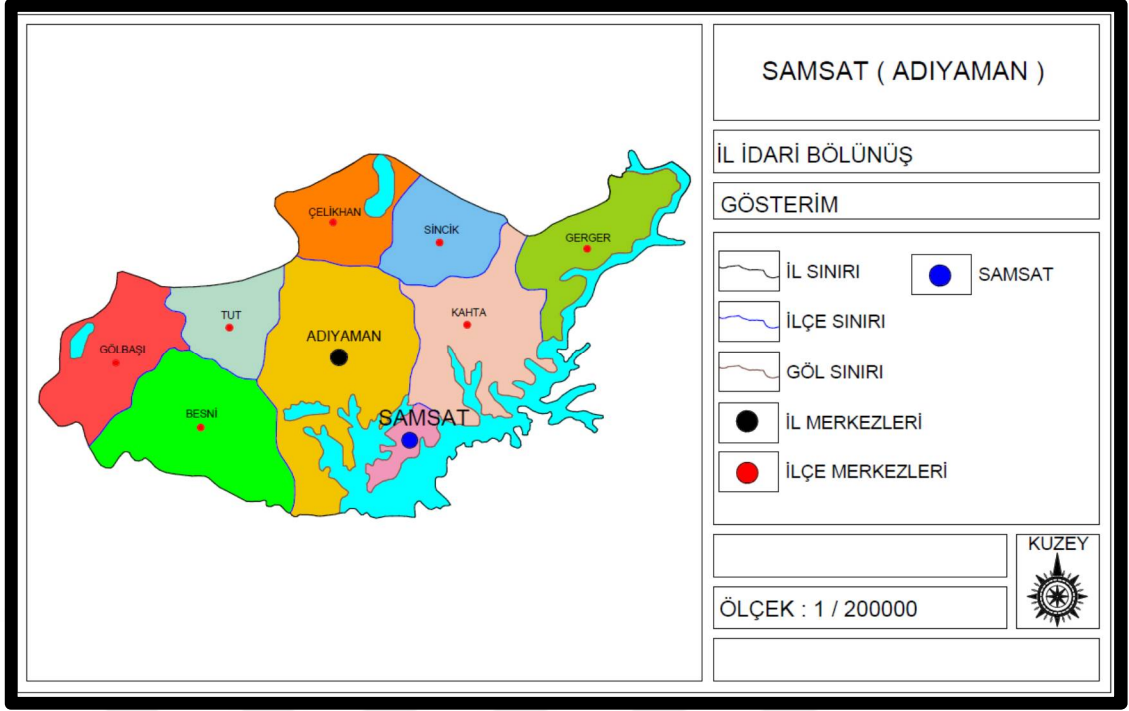 ÇELİKHAN
SİNCİK
GERGER
TUT
KAHTA
ADIYAMAN
GÖLBAŞI
BESNİ
SAMSAT
SAMSAT ( ADIYAMAN )
İL İDARİ BÖLÜNÜŞ
GÖSTERİM
İL SINIRI
SAMSAT
İLÇE SINIRI
GÖL SINIRI
İL MERKEZLERİ
İLÇE MERKEZLERİ
KUZEY
ÖLÇEK : 1 / 200000